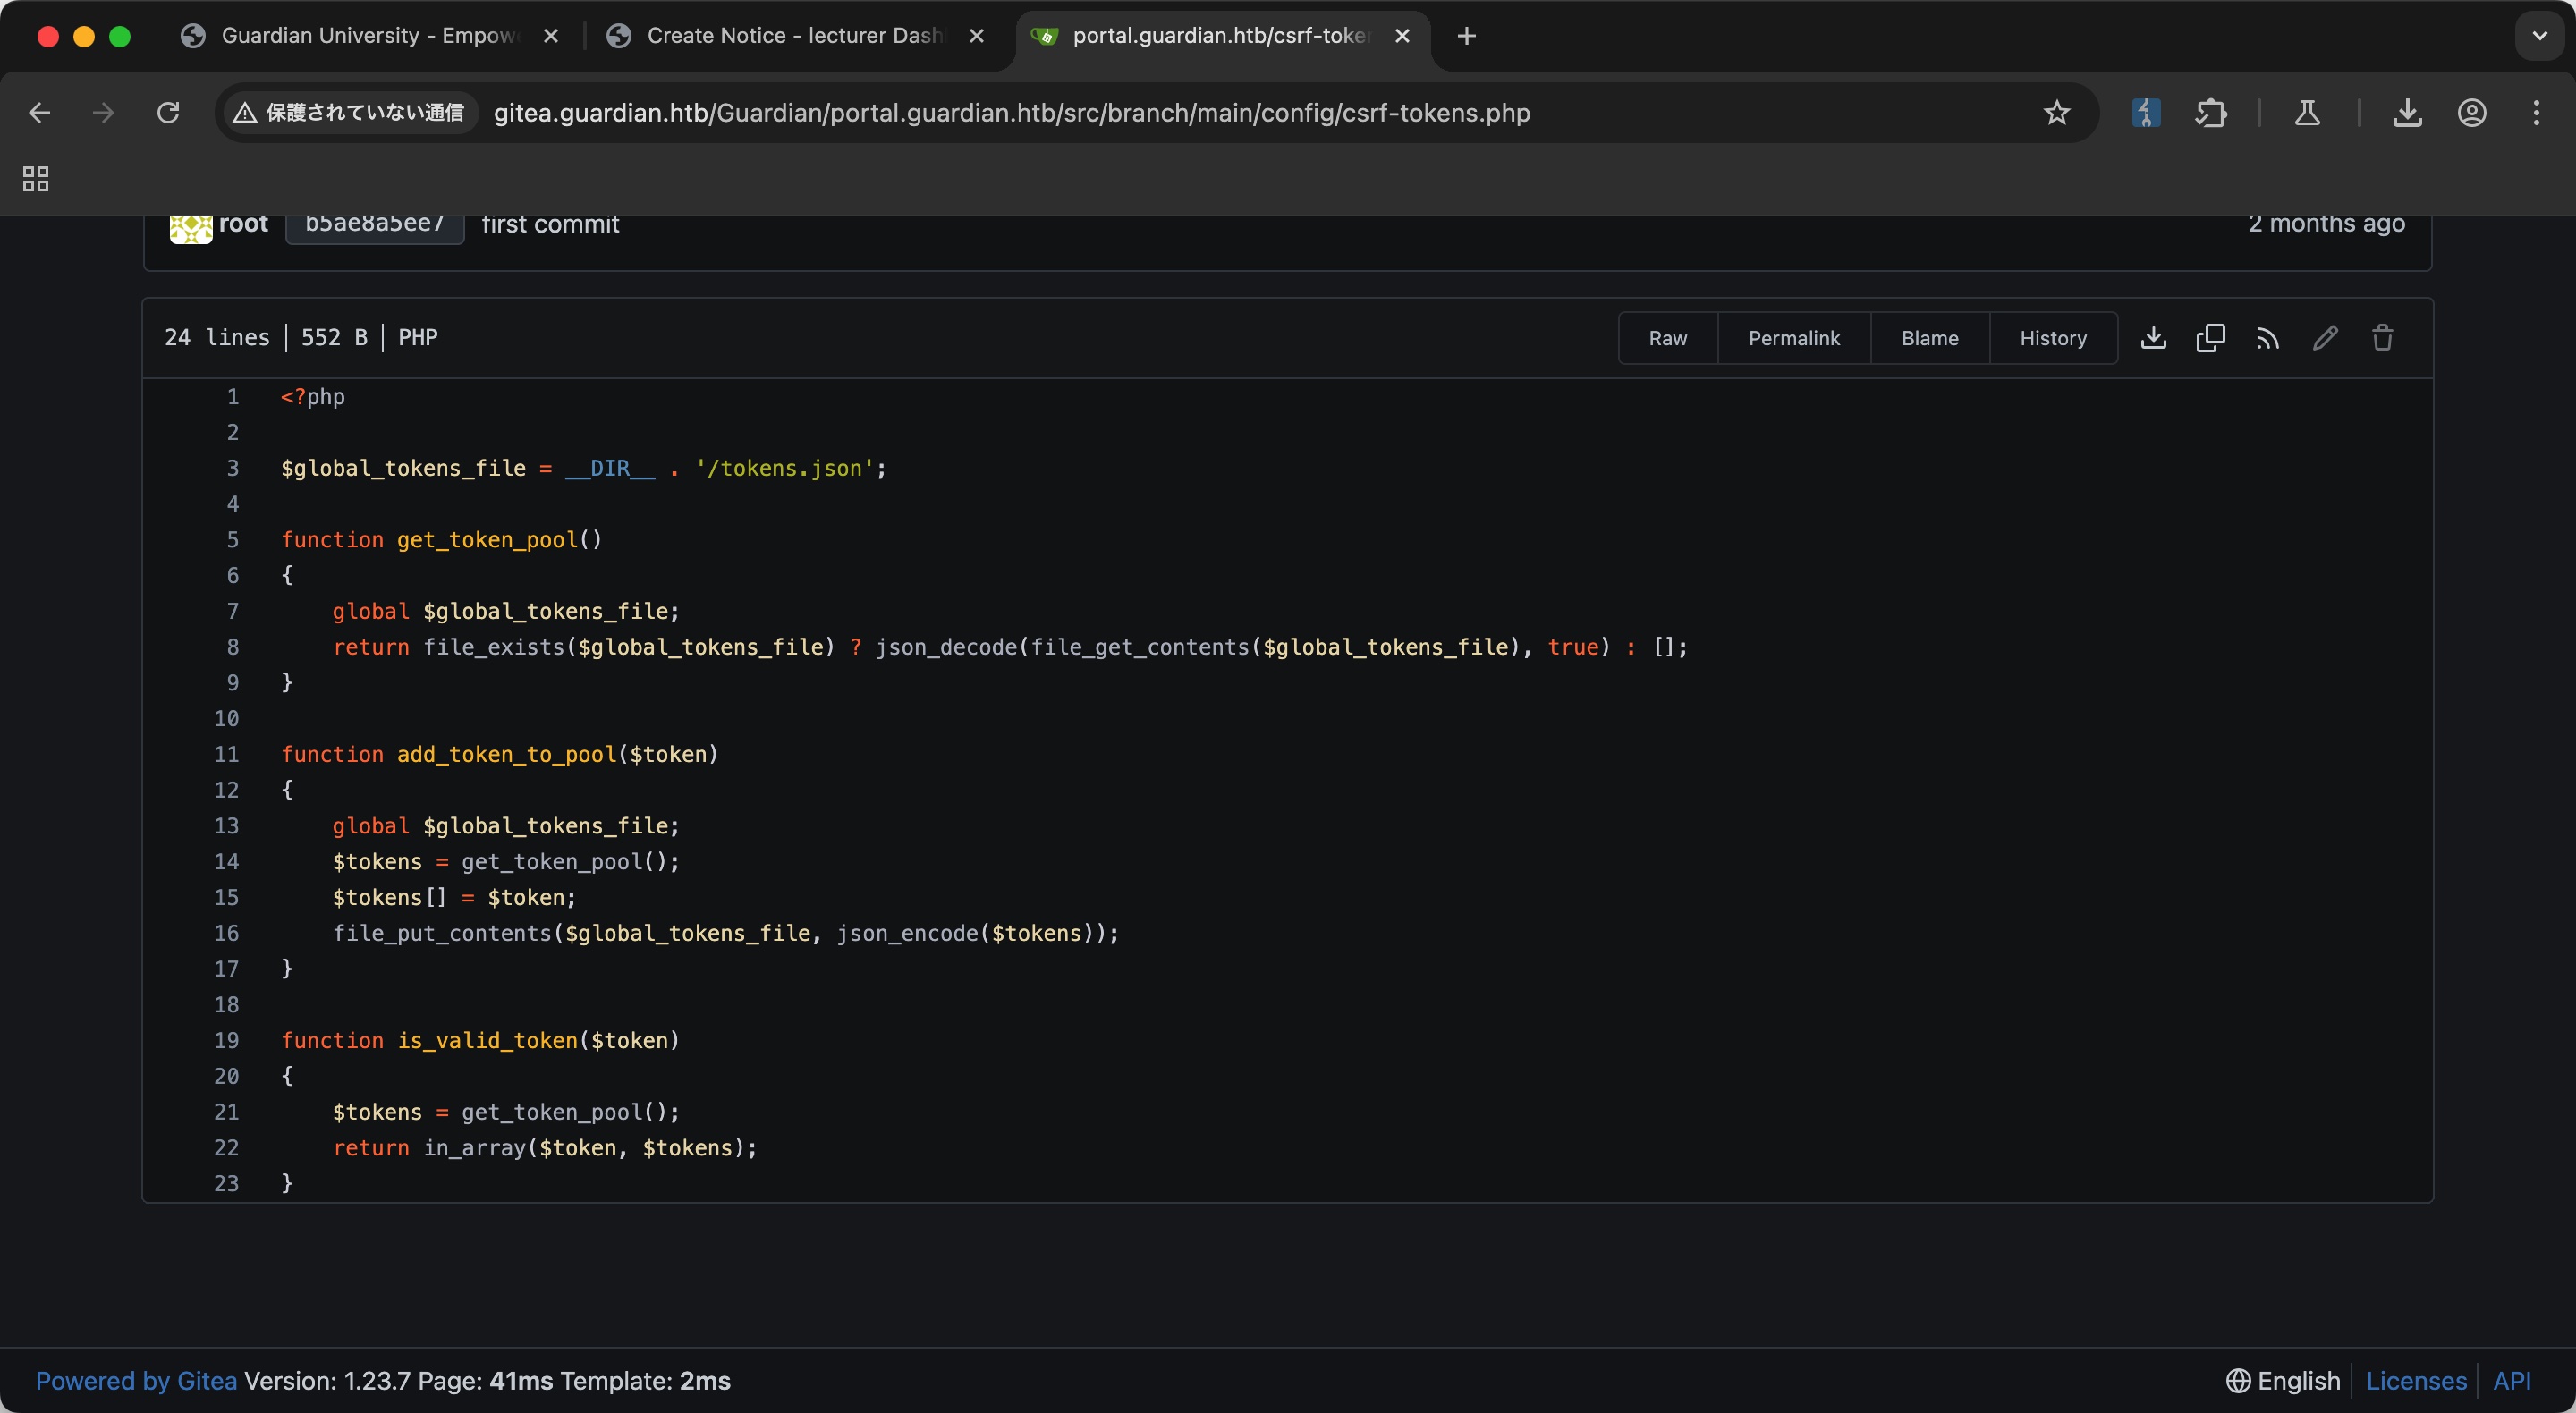 Guardian University - Empow
Create Notice - lecturer Dash
portal.guardian.htb/csrf-toke
保護されていない通信
gitea.guardian.htb/Guardian/portal.guardian.htb/src/branch/main/config/csrf-tokens.php
root b5ae8a5ee7 first commit 2 months ago
24 lines | 552 B | PHP
Raw Permalink Blame History
1 <?php
2
3 $global_tokens_file = __DIR__ . '/tokens.json';
4
5 function get_token_pool()
6 {
7     global $global_tokens_file;
8     return file_exists($global_tokens_file) ? json_decode(file_get_contents($global_tokens_file), true) : [];
9 }
10
11 function add_token_to_pool($token)
12 {
13     global $global_tokens_file;
14     $tokens = get_token_pool();
15     $tokens[] = $token;
16     file_put_contents($global_tokens_file, json_encode($tokens));
17 }
18
19 function is_valid_token($token)
20 {
21     $tokens = get_token_pool();
22     return in_array($token, $tokens);
23 }
Powered by Gitea Version: 1.23.7 Page: 41ms Template: 2ms
English Licenses API